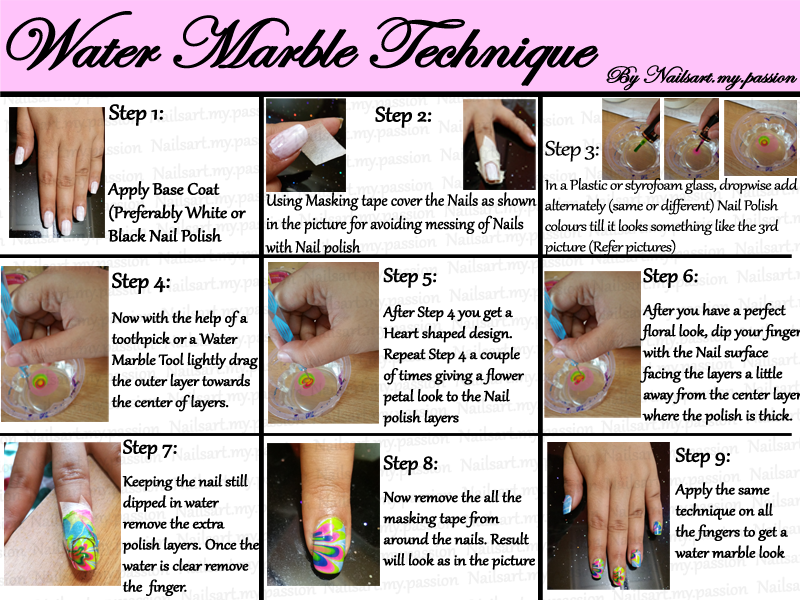 Water Marble Technique
By Nailsart.my.passion
Step 1:
Apply Base Coat
(Preferably White or
Black Nail Polish
Step 2:
Using Masking tape cover the Nails as shown
in the picture for avoiding messing of Nails
with Nail polish
Step 3:
In a Plastic or styrofoam glass, dropwise add
alternately (same or different) Nail Polish
colours till it looks something like the 3rd
picture (Refer pictures)
Step 4:
Now with the help of a
toothpick or a Water
Marble Tool lightly drag
the outer layer towards
the center of layers.
Step 5:
After Step 4 you get a
Heart shaped design.
Repeat Step 4 a couple
of times giving a flower
petal look to the Nail
polish layers
Step 6:
After you have a perfect
floral look, dip your finger
with the Nail surface
facing the layers a little
away from the center layer
where the polish is thick.
Step 7:
Keeping the nail still
dipped in water
remove the extra
polish layers. Once the
water is clear remove
the finger.
Step 8:
Now remove the all the
masking tape from
around the nails. Result
will look as in the picture
Step 9:
Apply the same
technique on all
the fingers to get a
water marble look